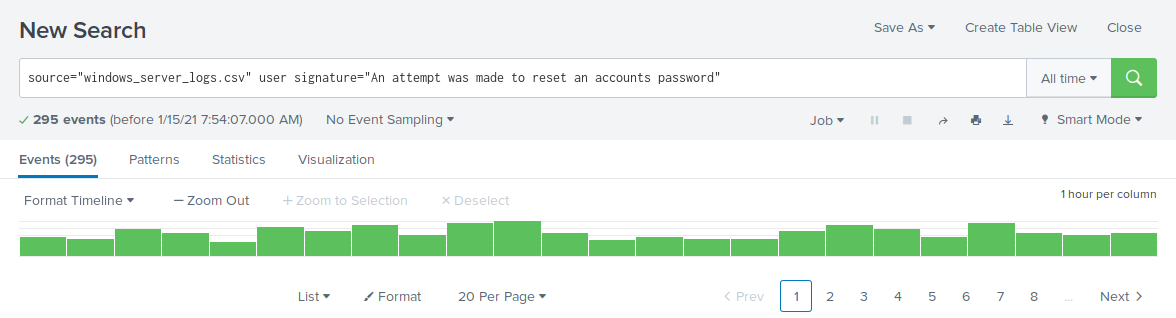 New Search
Save As Create Table View Close
source="windows_server_logs.csv" user signature="An attempt was made to reset an accounts password"
All time
295 events (before 1/15/21 7:54:07.000 AM) No Event Sampling
Job Smart Mode
Events (295) Patterns Statistics Visualization
Format Timeline — Zoom Out + Zoom to Selection × Deselect
1 hour per column
List Format 20 Per Page < Prev 1 2 3 4 5 6 7 8 ... Next >